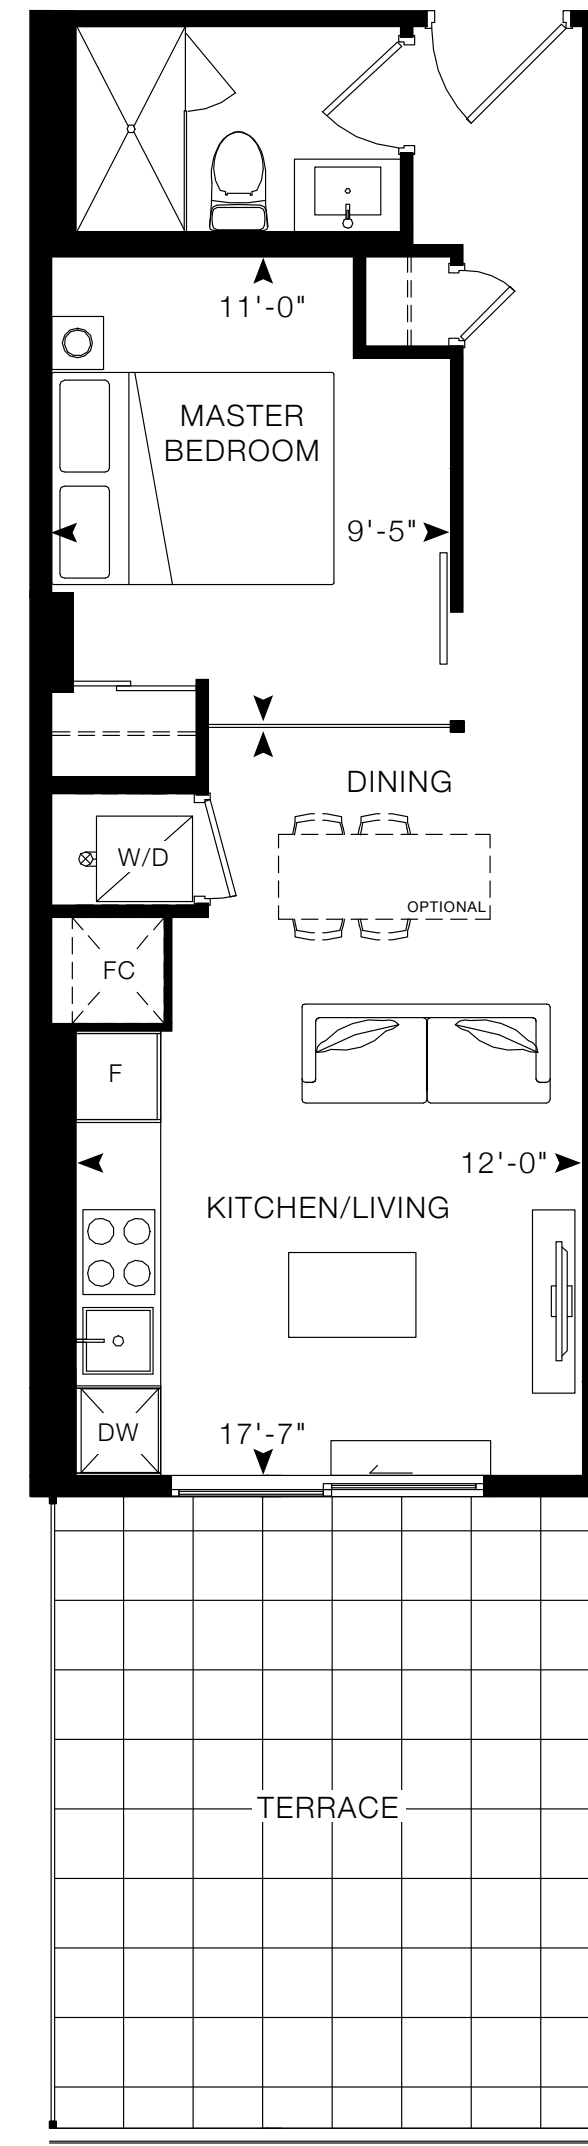 11'-0"
MASTER
BEDROOM
9'-5"
DINING
W/D
OPTIONAL
FC
F
12'-0"
KITCHEN/LIVING
DW
17'-7"
TERRACE